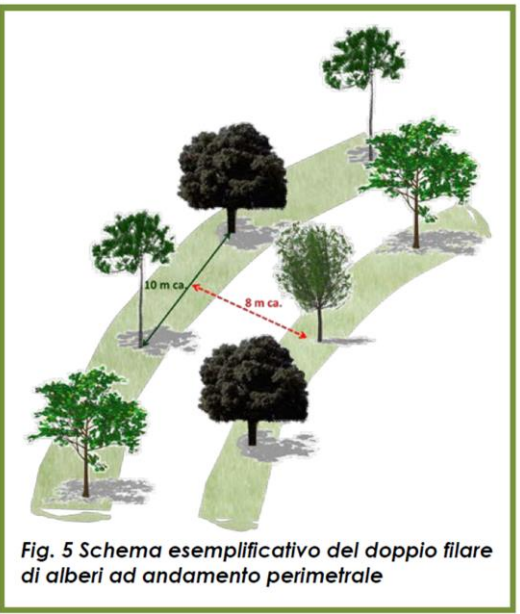 10 m ca.
8 m ca.
Fig. 5 Schema esemplificativo del doppio filare
di alberi ad andamento perimetrale